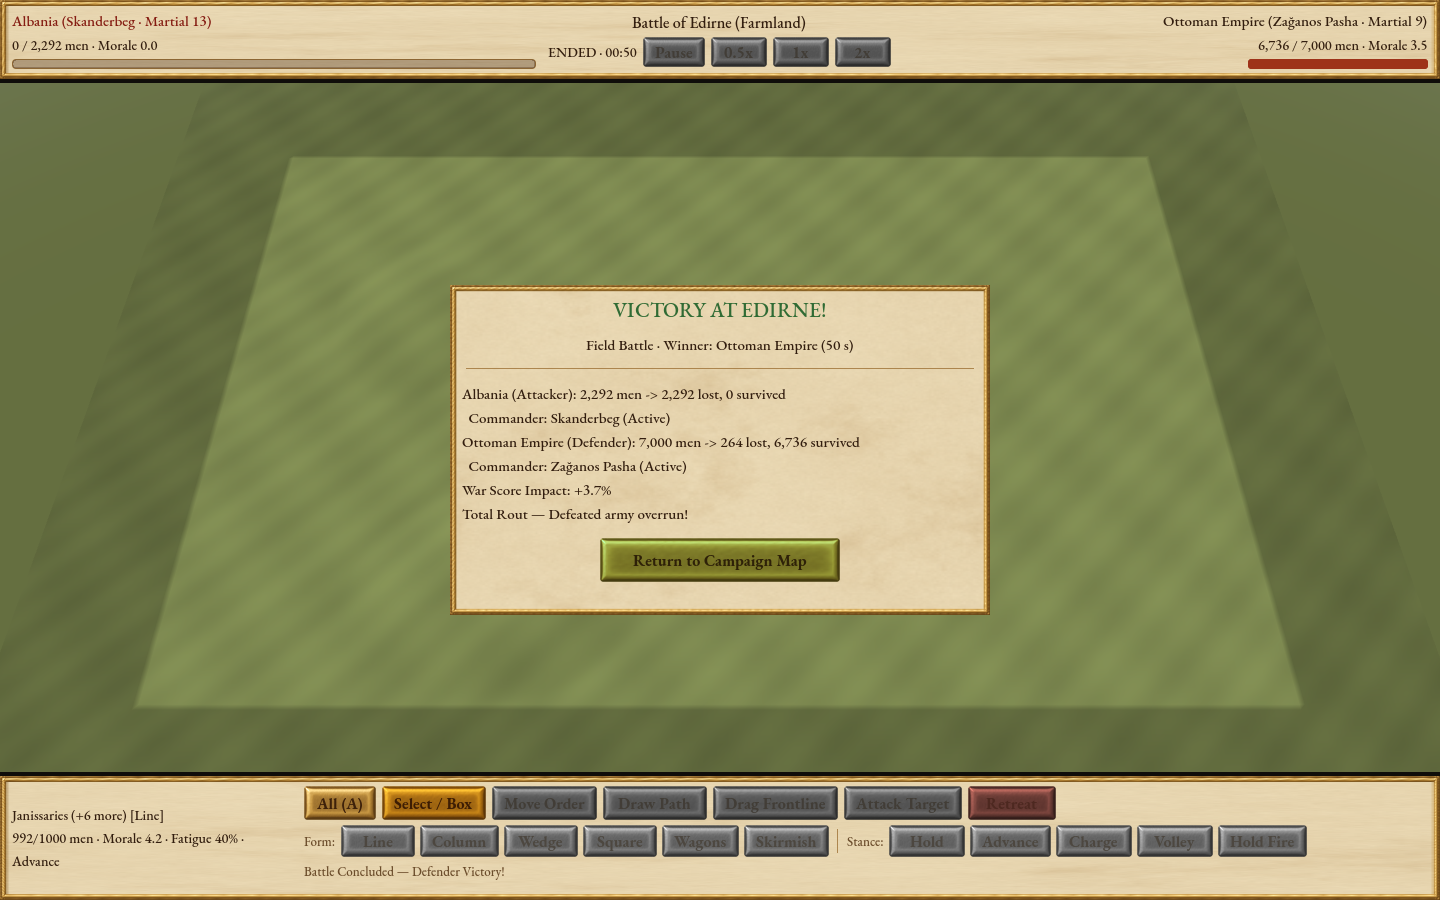 Albania (Skanderbeg · Martial 13)
0 / 2,292 men · Morale 0.0
Battle of Edirne (Farmland)
ENDED · 00:50 Pause 0.5x 1x 2x
Ottoman Empire (Zağanos Pasha · Martial 9)
6,736 / 7,000 men · Morale 3.5
VICTORY AT EDIRNE!
Field Battle · Winner: Ottoman Empire (50 s)
Albania (Attacker): 2,292 men -> 2,292 lost, 0 survived
Commander: Skanderbeg (Active)
Ottoman Empire (Defender): 7,000 men -> 264 lost, 6,736 survived
Commander: Zağanos Pasha (Active)
War Score Impact: +3.7%
Total Rout — Defeated army overrun!
Return to Campaign Map
Janissaries (+6 more) [Line]
992/1000 men · Morale 4.2 · Fatigue 40% ·
Advance
All (A) Select / Box Move Order Draw Path Drag Frontline Attack Target Retreat
Form: Line Column Wedge Square Wagons Skirmish Stance: Hold Advance Charge Volley Hold Fire
Battle Concluded — Defender Victory!